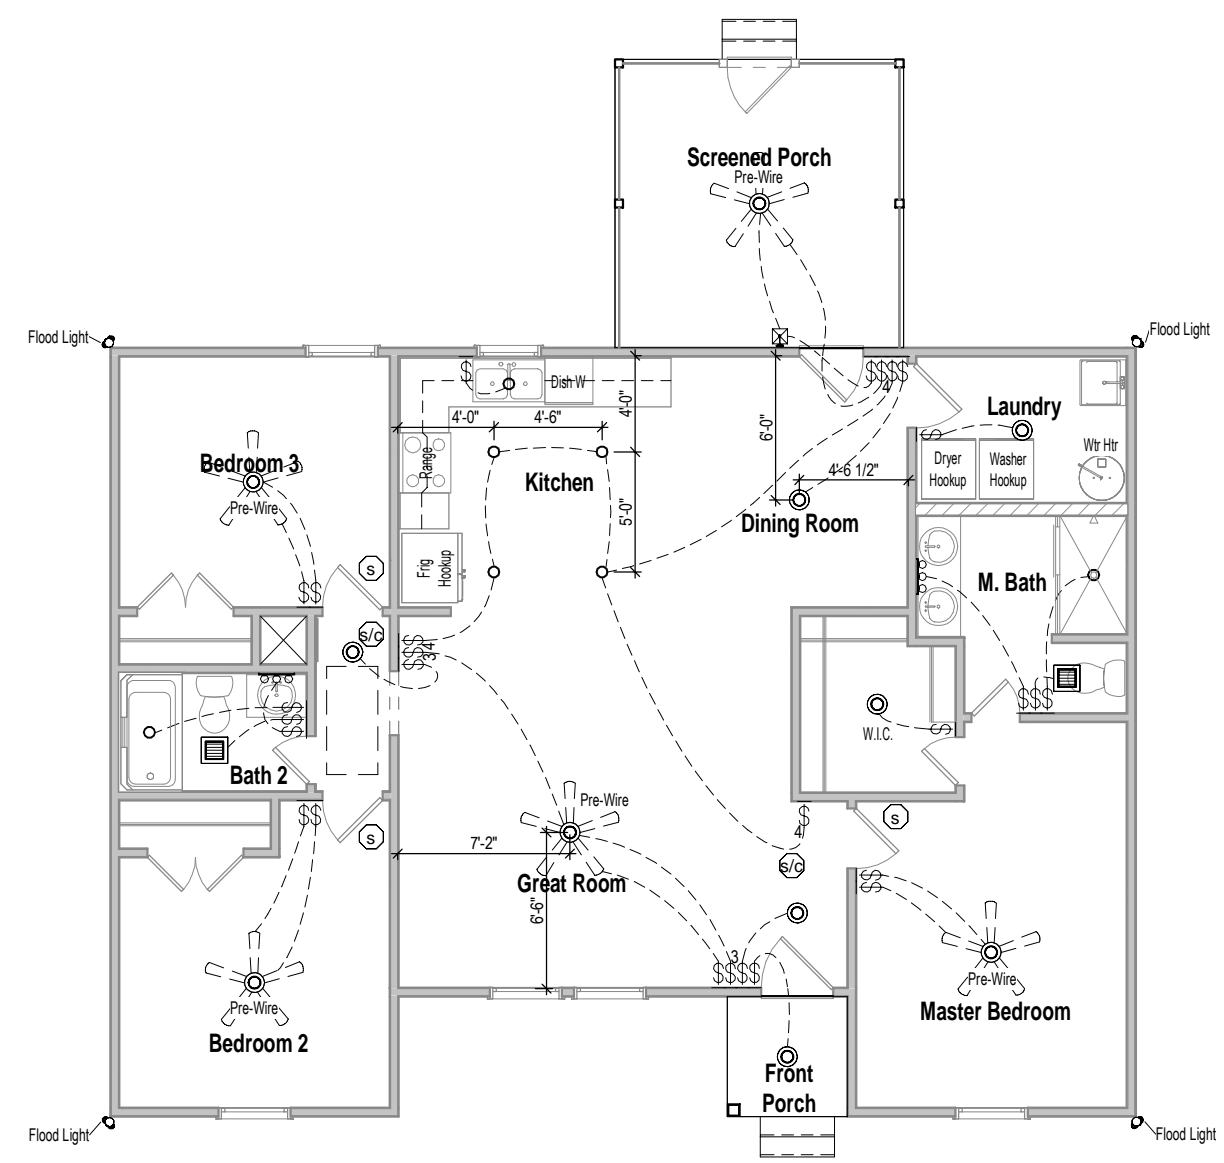 Screened Porch
Pre-Wire
Flood Light
Flood Light
$
Dish W
$$$$
4
4'-0"
4'-6"
4'-0"
6'-0"
Laundry
$
Bedroom 3
Pre-Wire
Range
Kitchen
5'-0"
4'-6 1/2"
Dining Room
Dryer
Hookup
Washer
Hookup
Wtr Htr
Frig
Hookup
M. Bath
s
$$
s/c
$$$
3 4
$$$
W.I.C.
$
$$$
Bath 2
$$
s
Pre-Wire
7'-2"
Great Room
6'-6"
$
4
s/c
s
$$
3
$$$$
Pre-Wire
Bedroom 2
Pre-Wire
Master Bedroom
Front
Porch
Flood Light
Flood Light